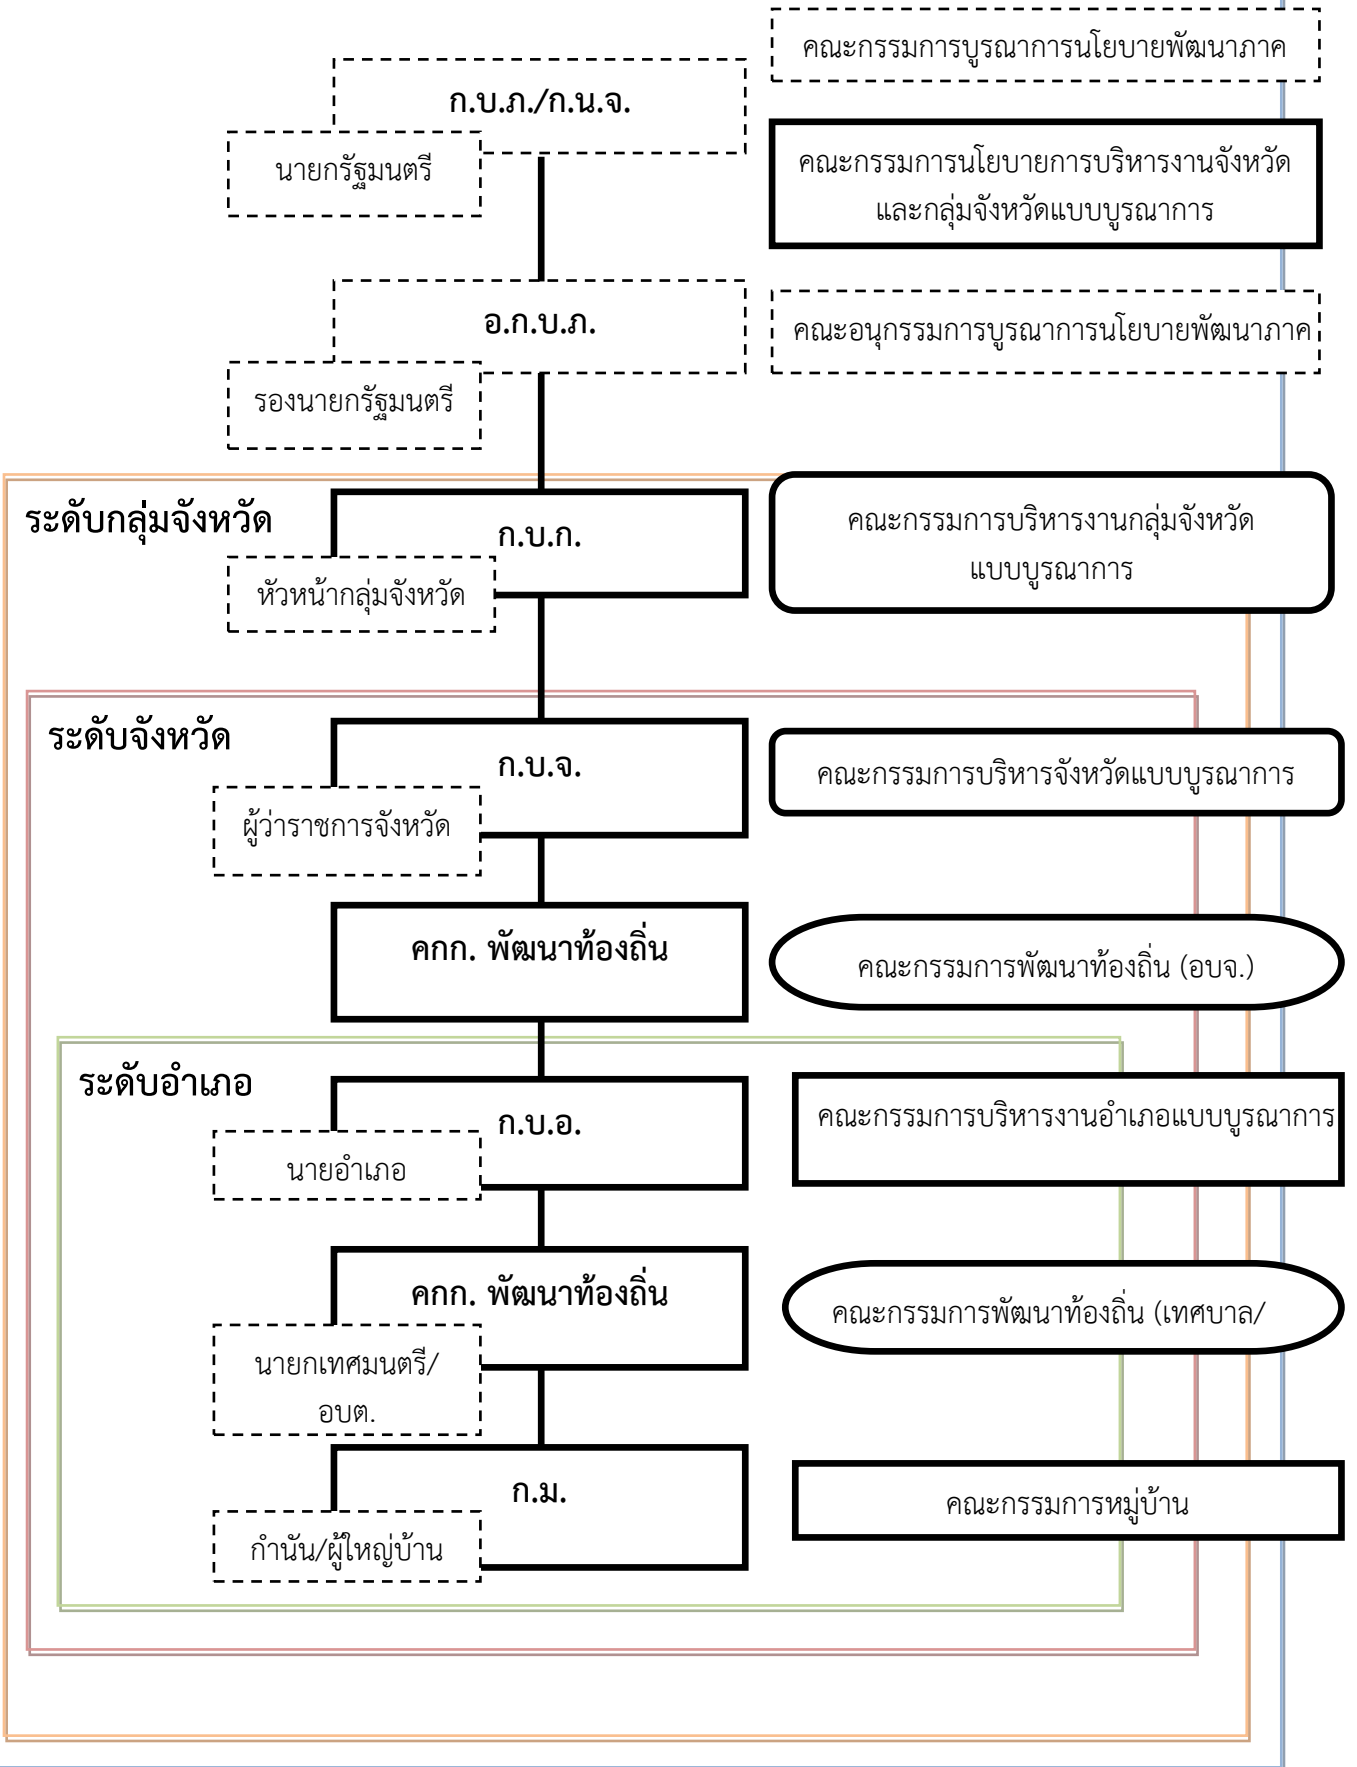 คณะกรรมการบูรณาการนโยบายพัฒนาภาค
ก.บ.ภ./ก.น.จ.
นายกรัฐมนตรี
คณะกรรมการนโยบายการบริหารงานจังหวัด
และกลุ่มจังหวัดแบบบูรณาการ
อ.ก.บ.ภ.
คณะอนุกรรมการบูรณาการนโยบายพัฒนาภาค
รองนายกรัฐมนตรี
ระดับกลุ่มจังหวัด
ก.บ.ก.
หัวหน้ากลุ่มจังหวัด
คณะกรรมการบริหารงานกลุ่มจังหวัด
แบบบูรณาการ
ระดับจังหวัด
ก.บ.จ.
ผู้ว่าราชการจังหวัด
คณะกรรมการบริหารจังหวัดแบบบูรณาการ
คกก. พัฒนาท้องถิ่น
คณะกรรมการพัฒนาท้องถิ่น (อบจ.)
ระดับอำเภอ
ก.บ.อ.
นายอำเภอ
คณะกรรมการบริหารงานอำเภอแบบบูรณาการ
คกก. พัฒนาท้องถิ่น
นายกเทศมนตรี/
อบต.
คณะกรรมการพัฒนาท้องถิ่น (เทศบาล/
ก.ม.
กำนัน/ผู้ใหญ่บ้าน
คณะกรรมการหมู่บ้าน